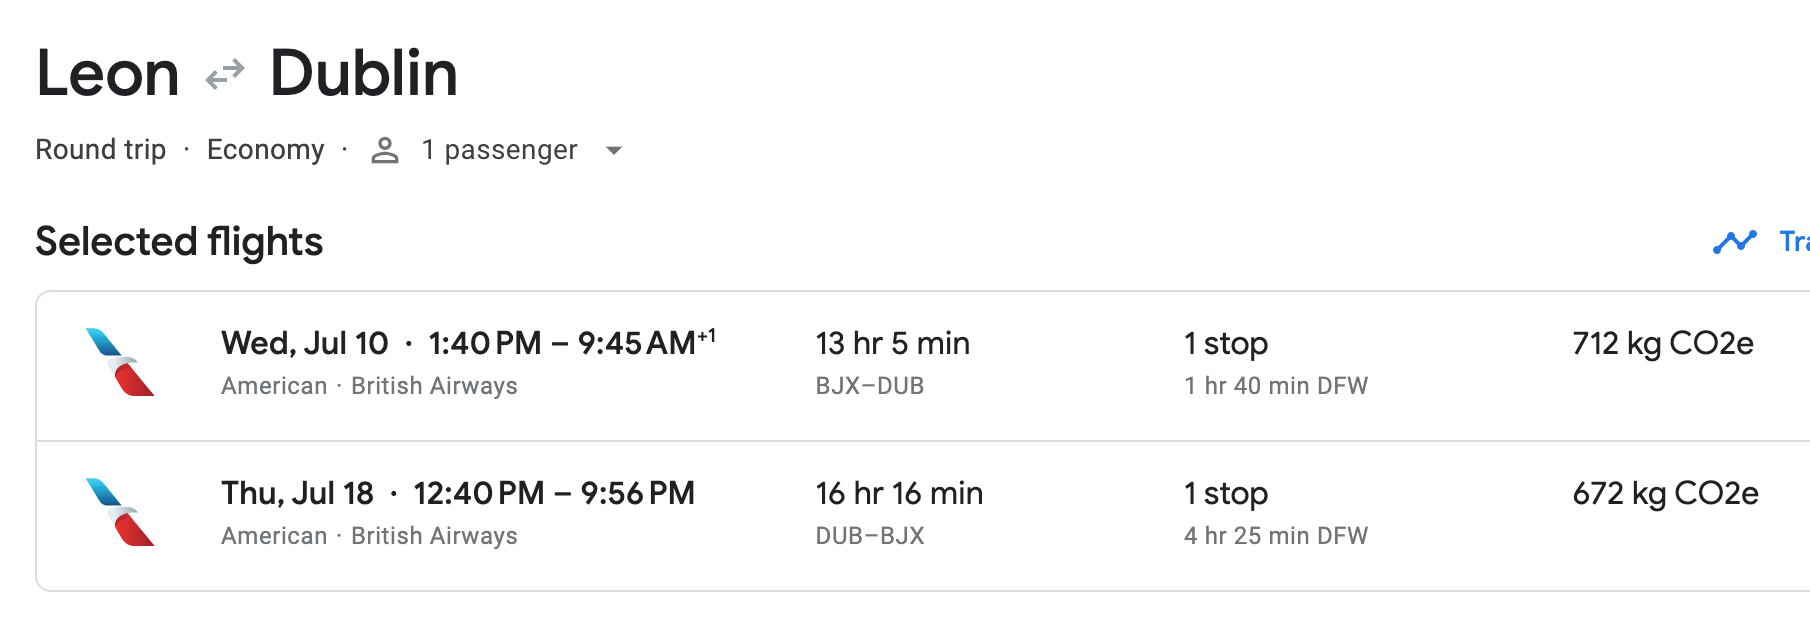 Leon Dublin
Round trip · Economy · 1 passenger
Selected flights
Wed, Jul 10 · 1:40 PM – 9:45 AM+1 13 hr 5 min 1 stop 712 kg CO2e
American · British Airways BJX–DUB 1 hr 40 min DFW
Thu, Jul 18 · 12:40 PM – 9:56 PM 16 hr 16 min 1 stop 672 kg CO2e
American · British Airways DUB–BJX 4 hr 25 min DFW